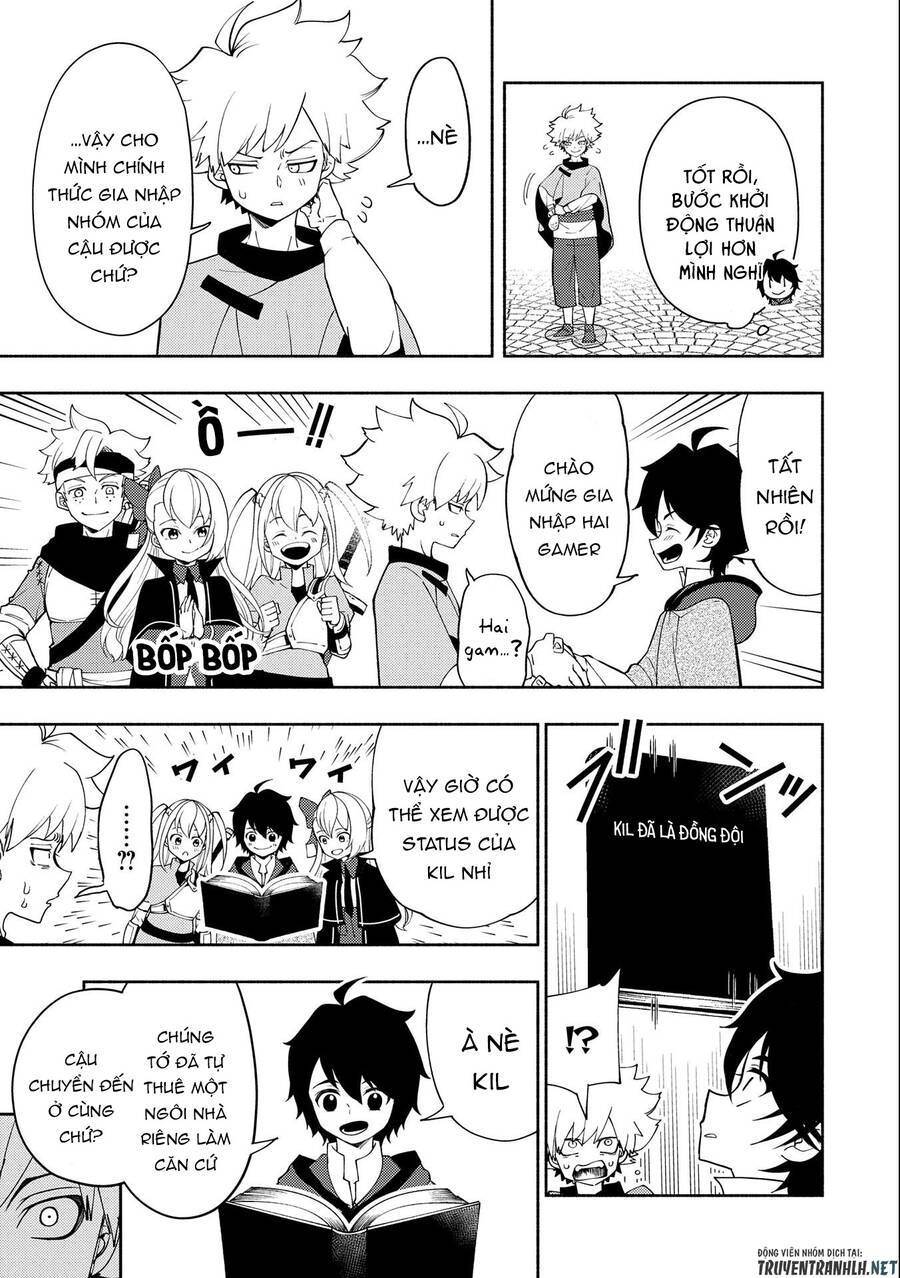 TỐT RỒI,
BƯỚC KHỞI
ĐỘNG THUẬN
LỢI HƠN
MÌNH NGHĨ
...NÈ
...VẬY CHO
MÌNH CHÍNH
THỨC GIA NHẬP
NHÓM CỦA
CẬU ĐƯỢC
CHỨ?
TẤT
NHIÊN
RỒI!
CHÀO
MỪNG GIA
NHẬP HAI
GAMER
Hai
gam...?
Ồ—!!
BỐP BỐP
KIL ĐÃ LÀ ĐỒNG ĐỘI
!?
VẬY GIỜ CÓ
THỂ XEM ĐƯỢC
STATUS CỦA
KIL NHỈ
ワイ ワイ
......??
À NÈ
KIL
CHÚNG
TỚ ĐÃ TỰ
THUÊ MỘT
NGÔI NHÀ
RIÊNG LÀM
CĂN CỨ
CẬU
CHUYỂN ĐẾN
Ở CÙNG
CHỨ?
ĐỘNG VIÊN NHÓM DỊCH TẠI:
TRUYENTRANHLH.NET